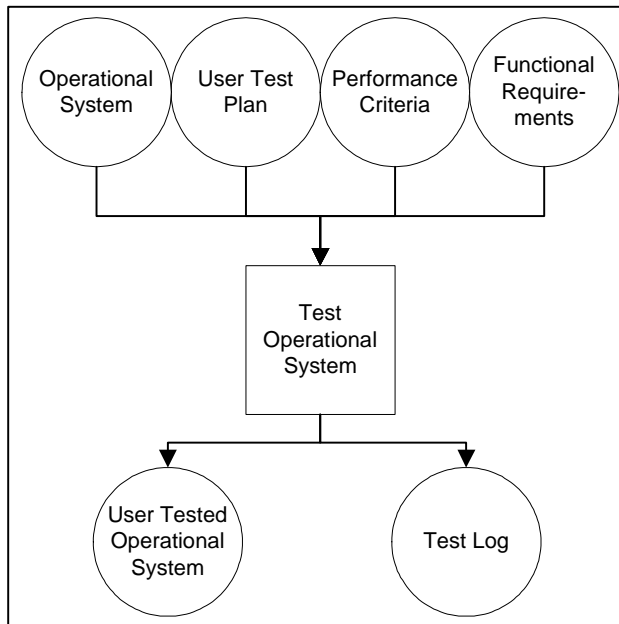 Operational
System
User Test
Plan
Performance
Criteria
Functional
Require-
ments
Test
Operational
System
User Tested
Operational
System
Test Log